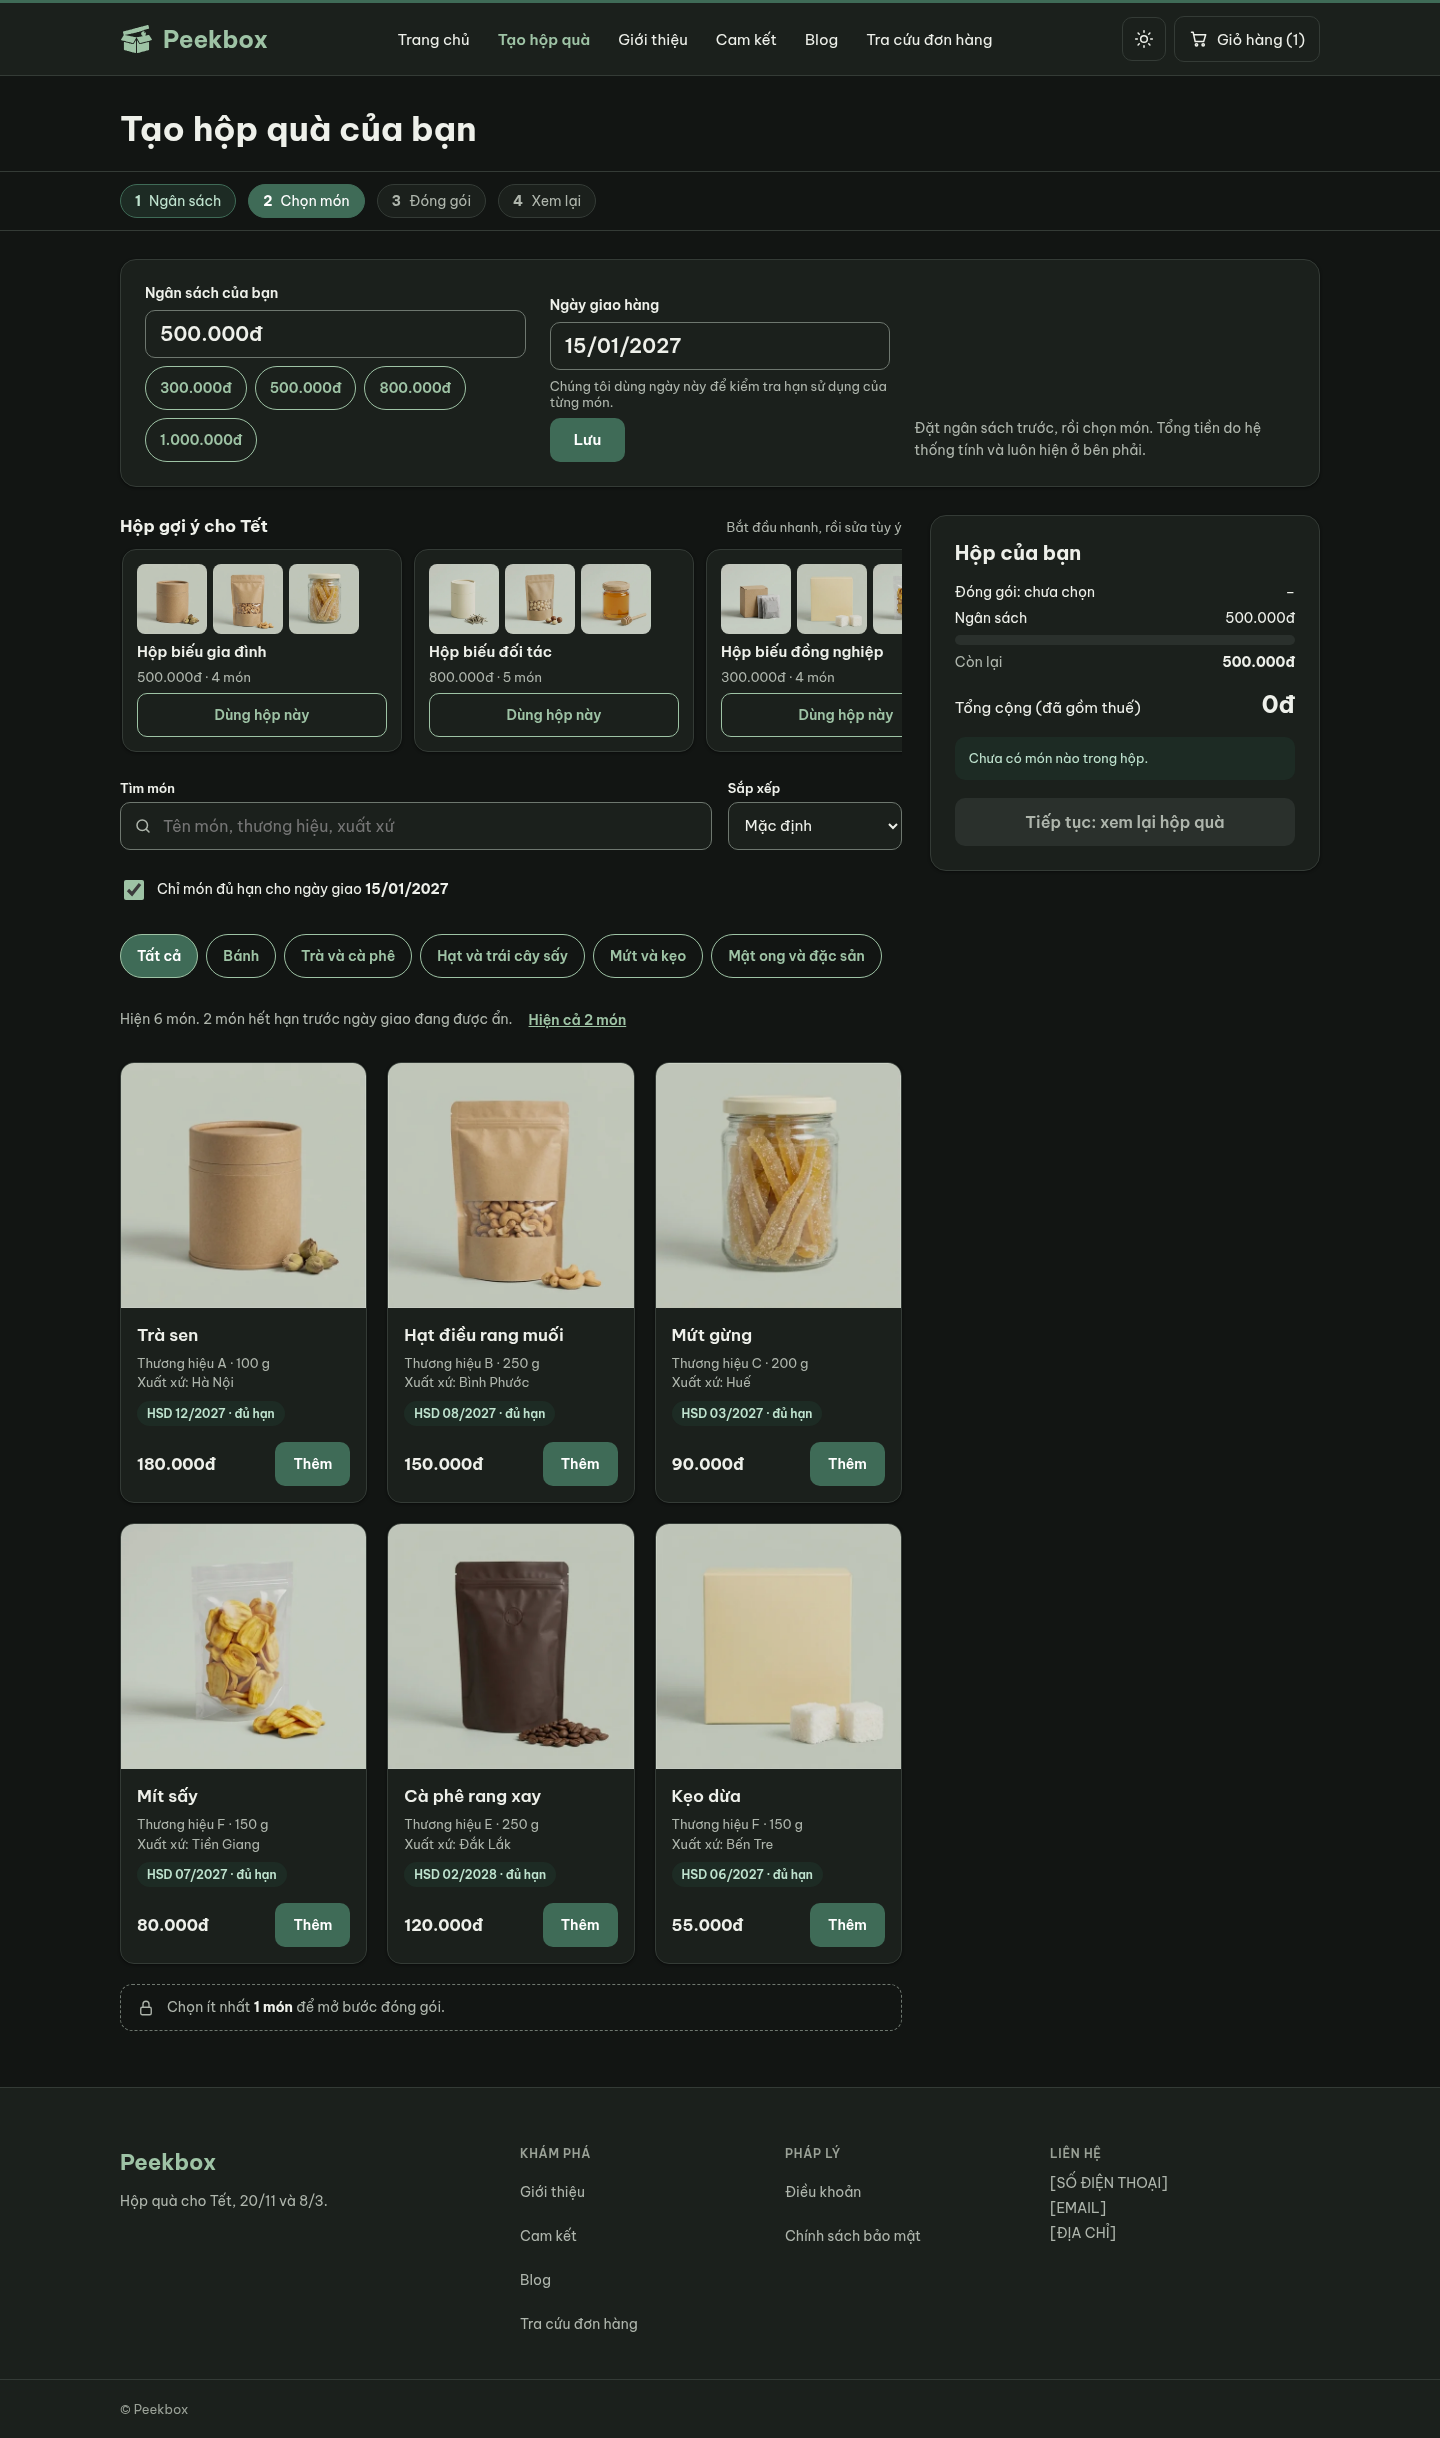 Peekbox
Trang chủ
Tạo hộp quà
Giới thiệu
Cam kết
Blog
Tra cứu đơn hàng
Giỏ hàng (1)
Tạo hộp quà của bạn
1 Ngân sách
2 Chọn món
3 Đóng gói
4 Xem lại
Ngân sách của bạn
500.000đ
300.000đ
500.000đ
800.000đ
1.000.000đ
Ngày giao hàng
15/01/2027
Chúng tôi dùng ngày này để kiểm tra hạn sử dụng của
từng món.
Lưu
Đặt ngân sách trước, rồi chọn món. Tổng tiền do hệ
thống tính và luôn hiện ở bên phải.
Hộp gợi ý cho Tết
Bắt đầu nhanh, rồi sửa tùy ý
Hộp biếu gia đình
500.000đ · 4 món
Dùng hộp này
Hộp biếu đối tác
800.000đ · 5 món
Dùng hộp này
Hộp biếu đồng nghiệp
300.000đ · 4 món
Dùng hộp này
Hộp của bạn
Đóng gói: chưa chọn –
Ngân sách 500.000đ
Còn lại 500.000đ
Tổng cộng (đã gồm thuế) 0đ
Chưa có món nào trong hộp.
Tiếp tục: xem lại hộp quà
Tìm món
Tên món, thương hiệu, xuất xứ
Sắp xếp
Mặc định
Chỉ món đủ hạn cho ngày giao 15/01/2027
Tất cả
Bánh
Trà và cà phê
Hạt và trái cây sấy
Mứt và kẹo
Mật ong và đặc sản
Hiện 6 món. 2 món hết hạn trước ngày giao đang được ẩn. Hiện cả 2 món
Trà sen
Thương hiệu A · 100 g
Xuất xứ: Hà Nội
HSD 12/2027 · đủ hạn
180.000đ
Thêm
Hạt điều rang muối
Thương hiệu B · 250 g
Xuất xứ: Bình Phước
HSD 08/2027 · đủ hạn
150.000đ
Thêm
Mứt gừng
Thương hiệu C · 200 g
Xuất xứ: Huế
HSD 03/2027 · đủ hạn
90.000đ
Thêm
Mít sấy
Thương hiệu F · 150 g
Xuất xứ: Tiền Giang
HSD 07/2027 · đủ hạn
80.000đ
Thêm
Cà phê rang xay
Thương hiệu E · 250 g
Xuất xứ: Đắk Lắk
HSD 02/2028 · đủ hạn
120.000đ
Thêm
Kẹo dừa
Thương hiệu F · 150 g
Xuất xứ: Bến Tre
HSD 06/2027 · đủ hạn
55.000đ
Thêm
Chọn ít nhất 1 món để mở bước đóng gói.
Peekbox
Hộp quà cho Tết, 20/11 và 8/3.
KHÁM PHÁ
Giới thiệu
Cam kết
Blog
Tra cứu đơn hàng
PHÁP LÝ
Điều khoản
Chính sách bảo mật
LIÊN HỆ
[SỐ ĐIỆN THOẠI]
[EMAIL]
[ĐỊA CHỈ]
© Peekbox